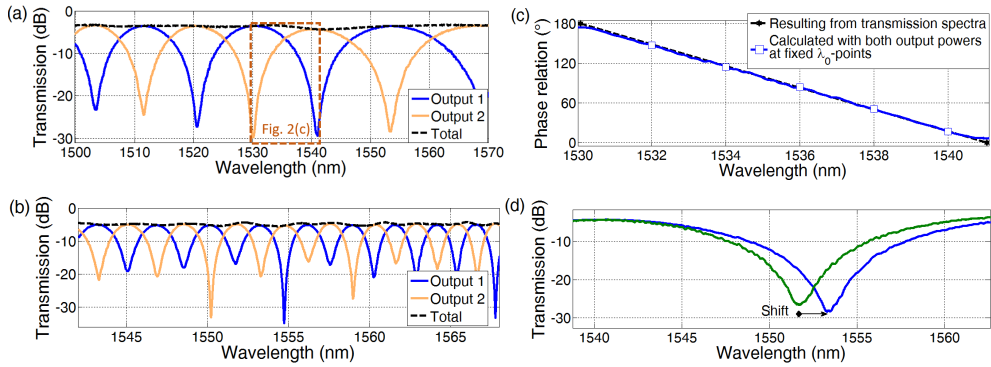 (a)
Transmission (dB)
0
-10
-20
-30
Output 1
Output 2
Total
Fig. 2(c)
1500 1510 1520 1530 1540 1550 1560 1570
Wavelength (nm)
(b)
Transmission (dB)
0
-10
-20
-30
Output 1
Output 2
Total
1545 1550 1555 1560 1565
Wavelength (nm)
(c)
Phase relation (°)
180
120
60
0
Resulting from transmission spectra
Calculated with both output powers
at fixed λ0-points
1530 1532 1534 1536 1538 1540
Wavelength (nm)
(d)
Transmission (dB)
-10
-20
-30
Shift
1540 1545 1550 1555 1560
Wavelength (nm)